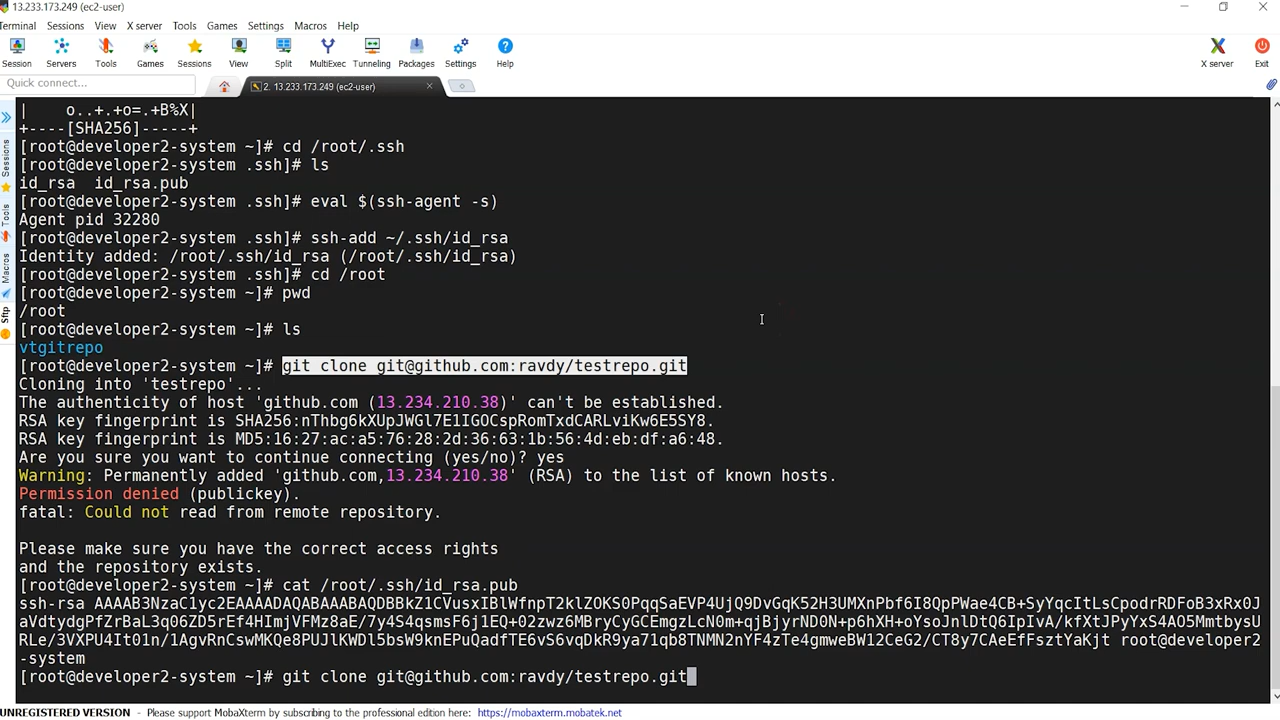 13.233.173.249 (ec2-user)
Terminal Sessions View X server Tools Games Settings Macros Help
Session Servers Tools Games Sessions View Split MultiExec Tunneling Packages Settings Help X server Exit
Quick connect...
2. 13.233.173.249 (ec2-user)
Sessions
Tools
Macros
Sftp
| o..+.+o=.+B%X|
+----[SHA256]-----+
[root@developer2-system ~]# cd /root/.ssh
[root@developer2-system .ssh]# ls
id_rsa id_rsa.pub
[root@developer2-system .ssh]# eval $(ssh-agent -s)
Agent pid 32280
[root@developer2-system .ssh]# ssh-add ~/.ssh/id_rsa
Identity added: /root/.ssh/id_rsa (/root/.ssh/id_rsa)
[root@developer2-system .ssh]# cd /root
[root@developer2-system ~]# pwd
/root
[root@developer2-system ~]# ls
vtgitrepo
[root@developer2-system ~]# git clone git@github.com:ravdy/testrepo.git
Cloning into 'testrepo'...
The authenticity of host 'github.com (13.234.210.38)' can't be established.
RSA key fingerprint is SHA256:nThbg6kXUpJWGl7E1IGOCspRomTxdCARLviKw6E5SY8.
RSA key fingerprint is MD5:16:27:ac:a5:76:28:2d:36:63:1b:56:4d:eb:df:a6:48.
Are you sure you want to continue connecting (yes/no)? yes
Warning: Permanently added 'github.com,13.234.210.38' (RSA) to the list of known hosts.
Permission denied (publickey).
fatal: Could not read from remote repository.
Please make sure you have the correct access rights
and the repository exists.
[root@developer2-system ~]# cat /root/.ssh/id_rsa.pub
ssh-rsa AAAAB3NzaC1yc2EAAAADAQABAAABAQDBBkZ1CVusxIBlWfnpT2klZOKS0PqqSaEVP4UjQ9DvGqK52H3UMXnPbf6I8QpPWae4CB+SyYqcItLsCpodrRDFoB3xRx0J
aVdtydgPfZrBaL3q06ZD5rEf4HImjVFMz8aE/7y4S4qsmsF6j1EQ+02zwz6MBryCyGCEmgzLcN0m+qjBjyrND0N+p6hXH+oYsoJnlDtQ6IpIvA/kfXtJPyYxS4AO5MmtbysU
RLe/3VXPU4It01n/1AgvRnCswMKQe8PUJlKWDl5bsW9knEPuQadfTE6vS6vqDkR9ya71qb8TNMN2nYF4zTe4gmweBW12CeG2/CT8y7CAeEfFsztYaKjt root@developer2
-system
[root@developer2-system ~]# git clone git@github.com:ravdy/testrepo.git
UNREGISTERED VERSION - Please support MobaXterm by subscribing to the professional edition here: https://mobaxterm.mobatek.net